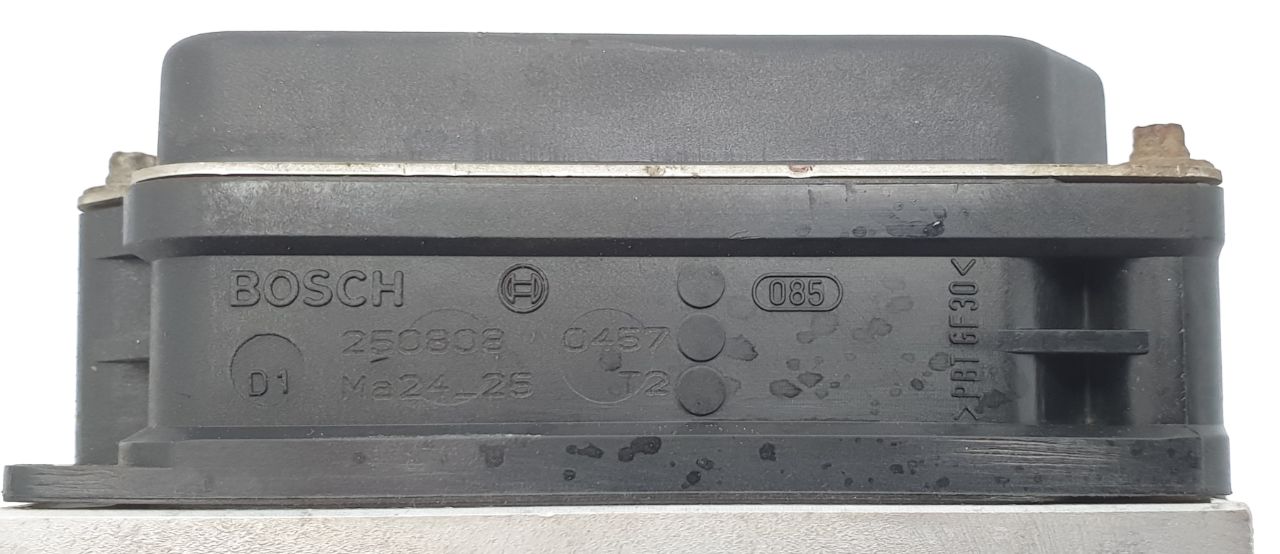 BOSCH
085
250808 0457
D1 Ma24_25 T2
>PBT GF30<